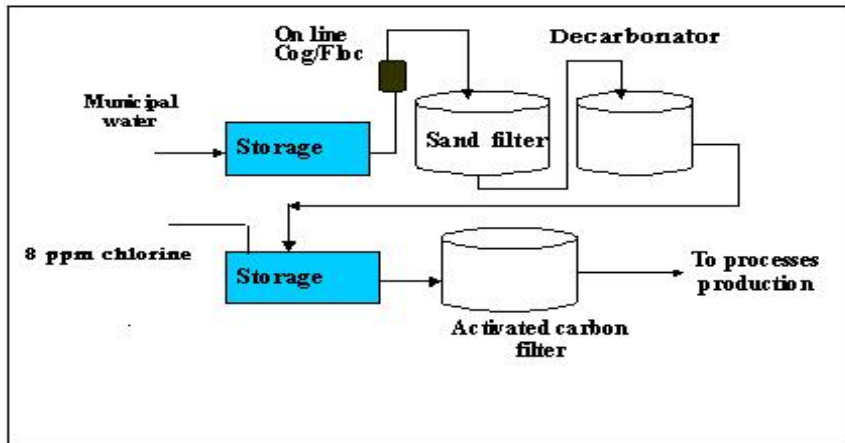 On line
Cog/Floc
Decarbonator
Municipal
water
Storage
Sand filter
8 ppm chlorine
Storage
To processes
production
Activated carbon
filter